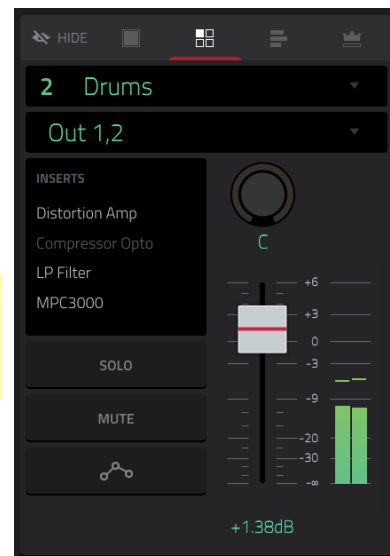 HIDE
2 Drums
Out 1,2
INSERTS
Distortion Amp
Compressor Opto
LP Filter
MPC3000
C
+6
+3
0
-3
-9
-20
-30
-∞
SOLO
MUTE
+1.38dB